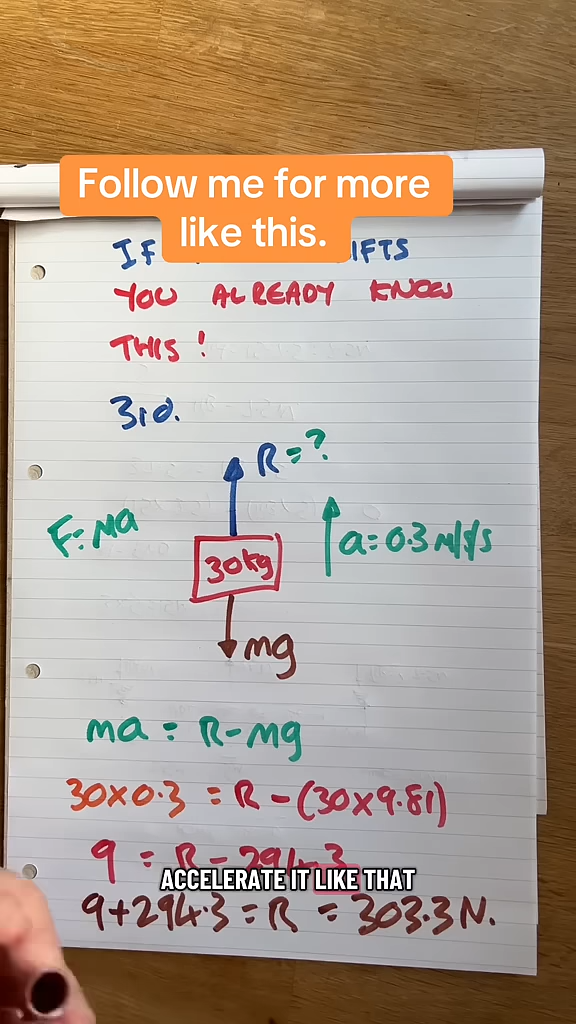 Follow me for more
like this.
IF IFTS
YOU ALREADY KNOW
THIS!
3rd.
R=?
F=Ma
30kg
a=0.3m/s/s
mg
ma = R-mg
30×0.3 = R-(30×9.81)
9 = R-294.3
ACCELERATE IT LIKE THAT
9+294.3=R = 303.3N.